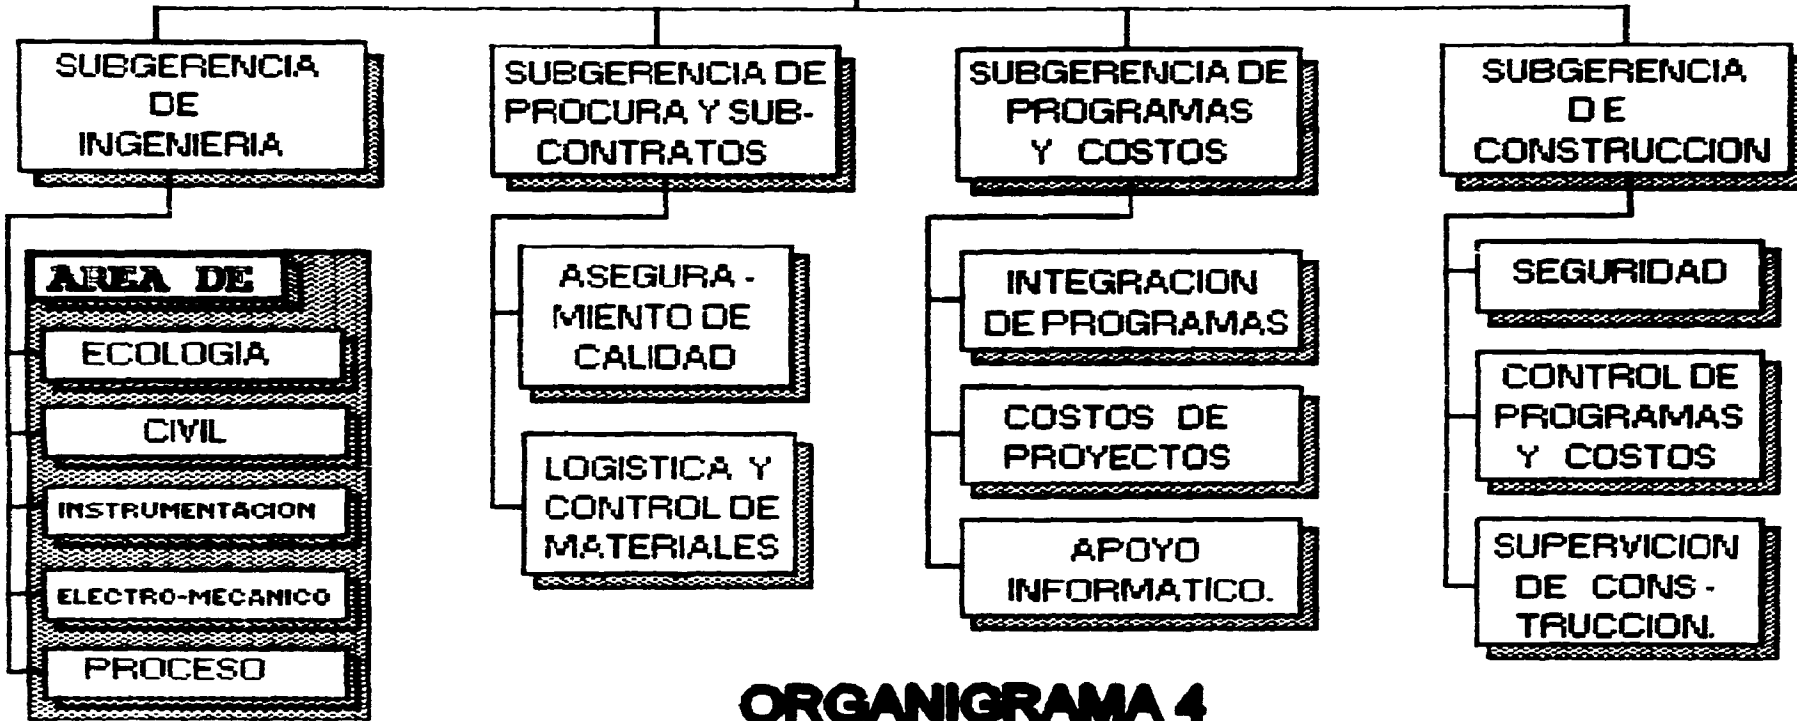 SUBGERENCIA
DE
INGENIERIA
SUBGERENCIA DE
PROCURA Y SUB-
CONTRATOS
SUBGERENCIA DE
PROGRAMAS
Y COSTOS
SUBGERENCIA
DE
CONSTRUCCION
AREA DE
ECOLOGIA
CIVIL
INSTRUMENTACION
ELECTRO-MECANICO
PROCESO
ASEGURA-
MIENTO DE
CALIDAD
LOGISTICA Y
CONTROL DE
MATERIALES
INTEGRACION
DE PROGRAMAS
COSTOS DE
PROYECTOS
APOYO
INFORMATICO.
SEGURIDAD
CONTROL DE
PROGRAMAS
Y COSTOS
SUPERVICION
DE CONS-
TRUCCION.
ORGANIGRAMA 4